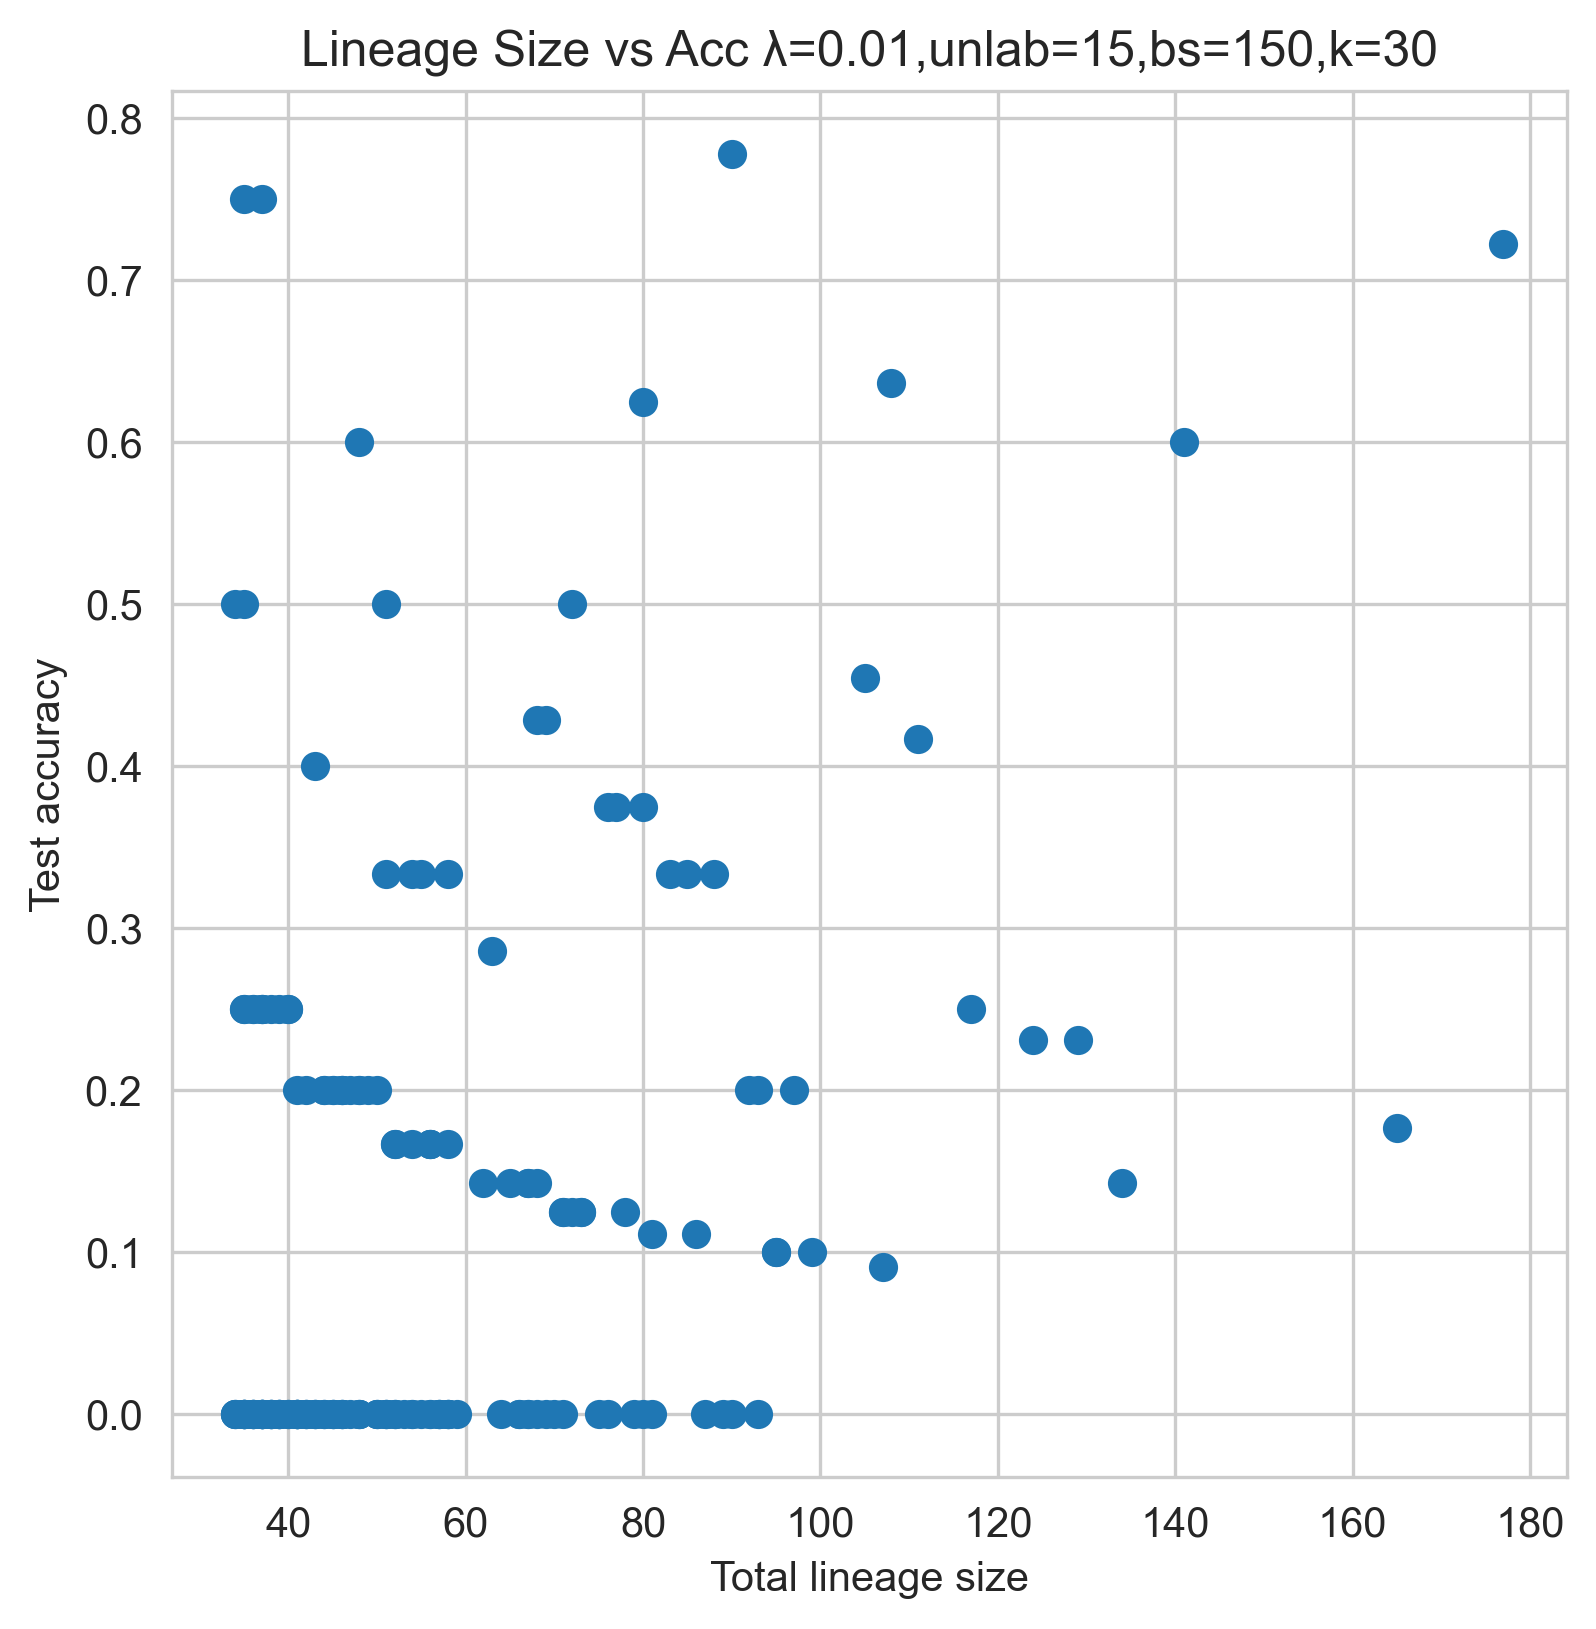 Lineage Size vs Acc λ=0.01,unlab=15,bs=150,k=30
0.8
0.7
0.6
0.5
0.4
0.3
0.2
0.1
0.0
Test accuracy
40 60 80 100 120 140 160 180
Total lineage size